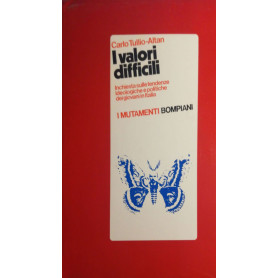 Carlo Tullio-Altan
I valori
difficili
Inchiesta sulle tendenze
ideologiche e politiche
dei giovani in Italia
I MUTAMENTI BOMPIANI